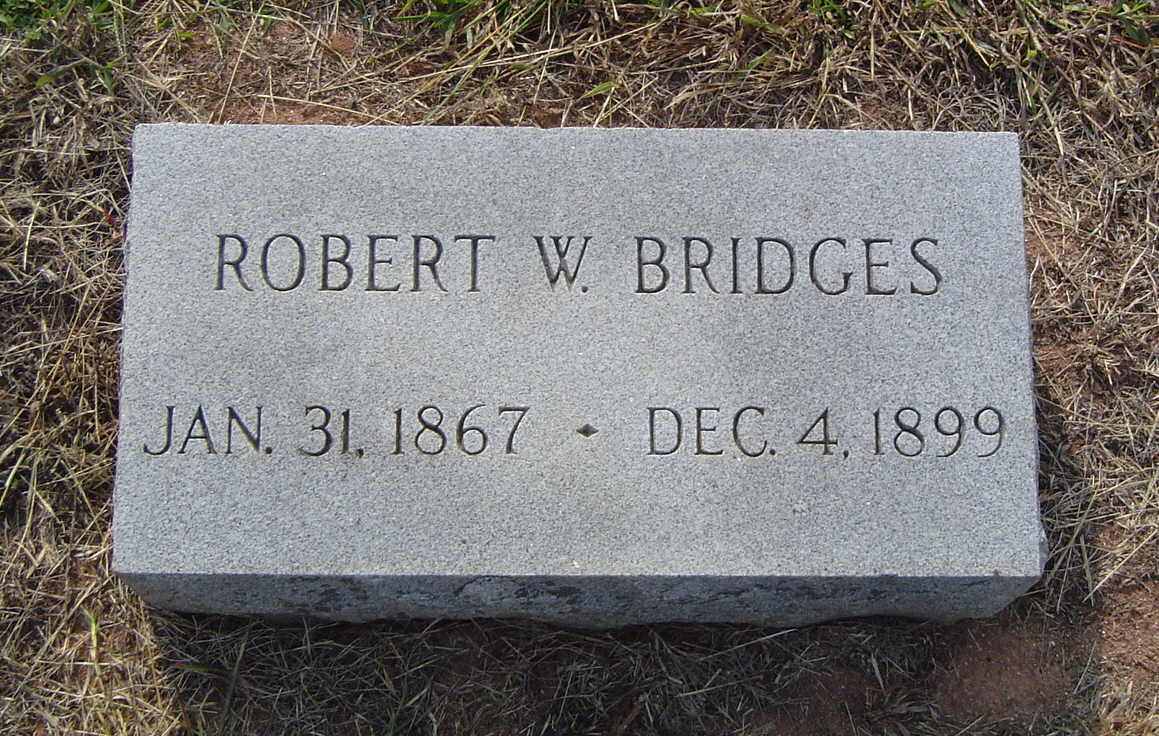 ROBERT W. BRIDGES
JAN. 31, 1867 ⬩ DEC. 4, 1899